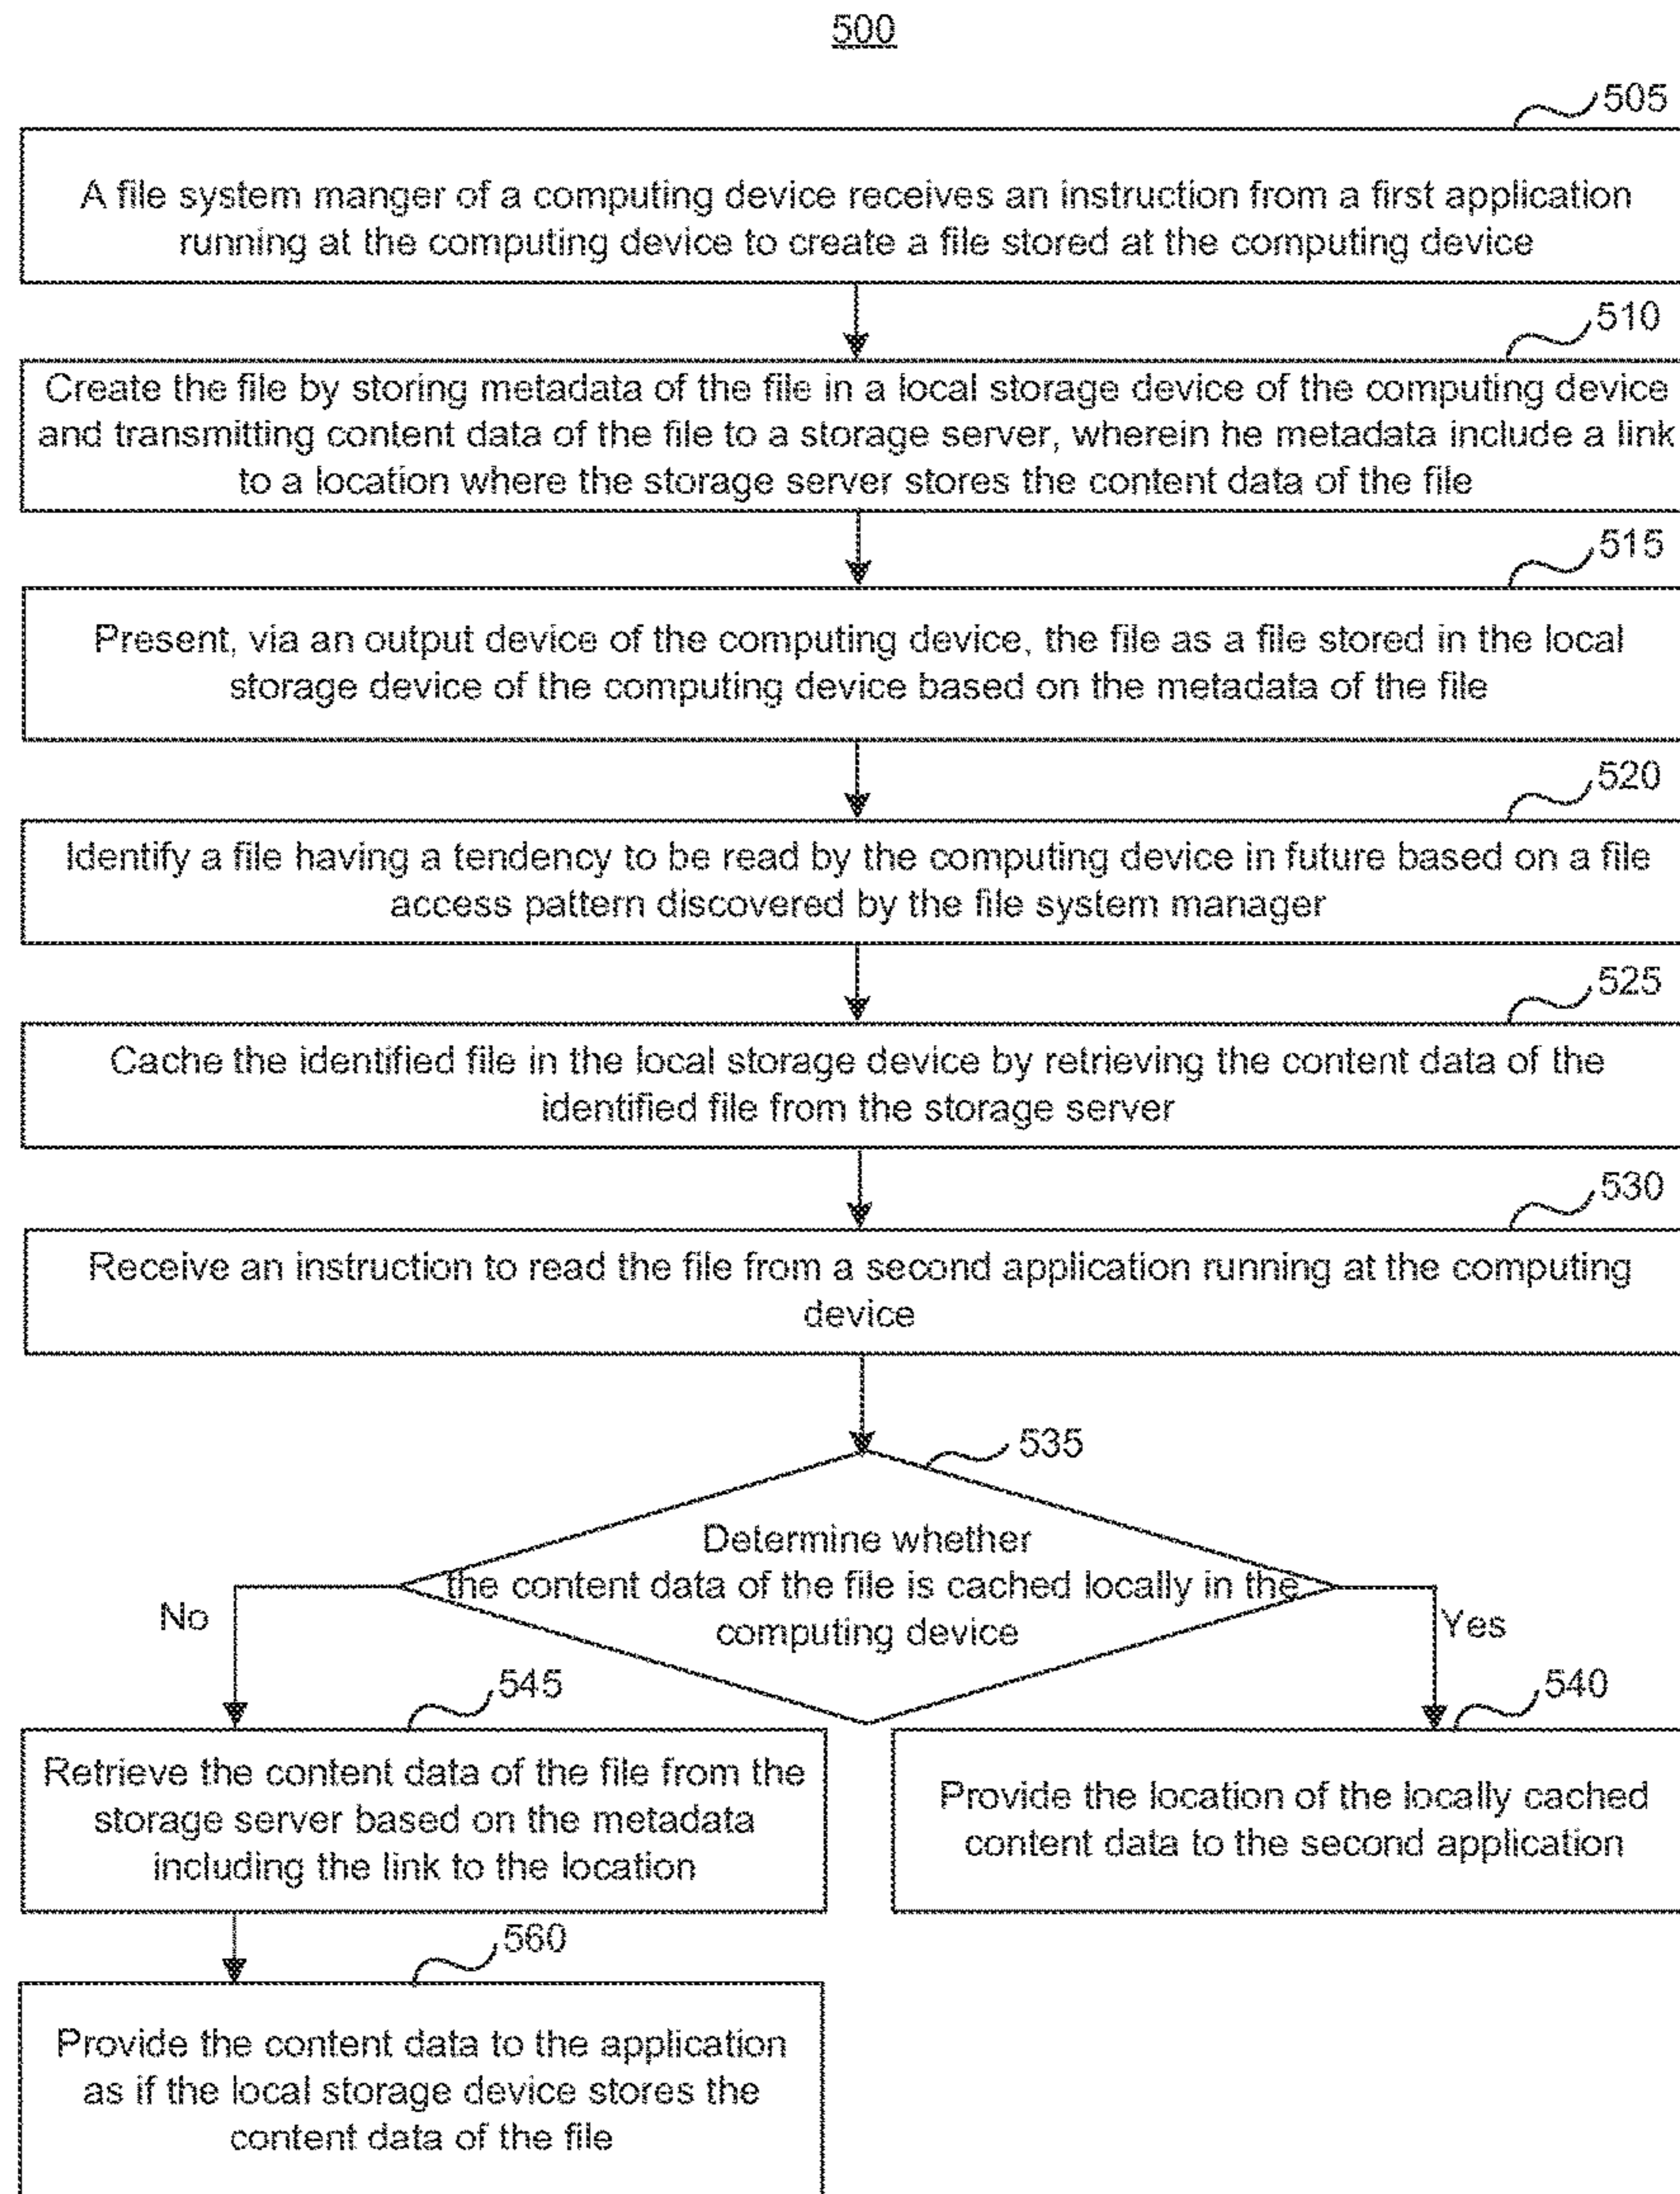 500
505
A file system manger of a computing device receives an instruction from a first application
running at the computing device to create a file stored at the computing device
510
Create the file by storing metadata of the file in a local storage device of the computing device
and transmitting content data of the file to a storage server, wherein he metadata include a link
to a location where the storage server stores the content data of the file
515
Present, via an output device of the computing device, the file as a file stored in the local
storage device of the computing device based on the metadata of the file
520
Identify a file having a tendency to be read by the computing device in future based on a file
access pattern discovered by the file system manager
525
Cache the identified file in the local storage device by retrieving the content data of the
identified file from the storage server
530
Receive an instruction to read the file from a second application running at the computing
device
535
Determine whether
the content data of the file is cached locally in the
computing device
No
Yes
545
Retrieve the content data of the file from the
storage server based on the metadata
including the link to the location
540
Provide the location of the locally cached
content data to the second application
560
Provide the content data to the application
as if the local storage device stores the
content data of the file